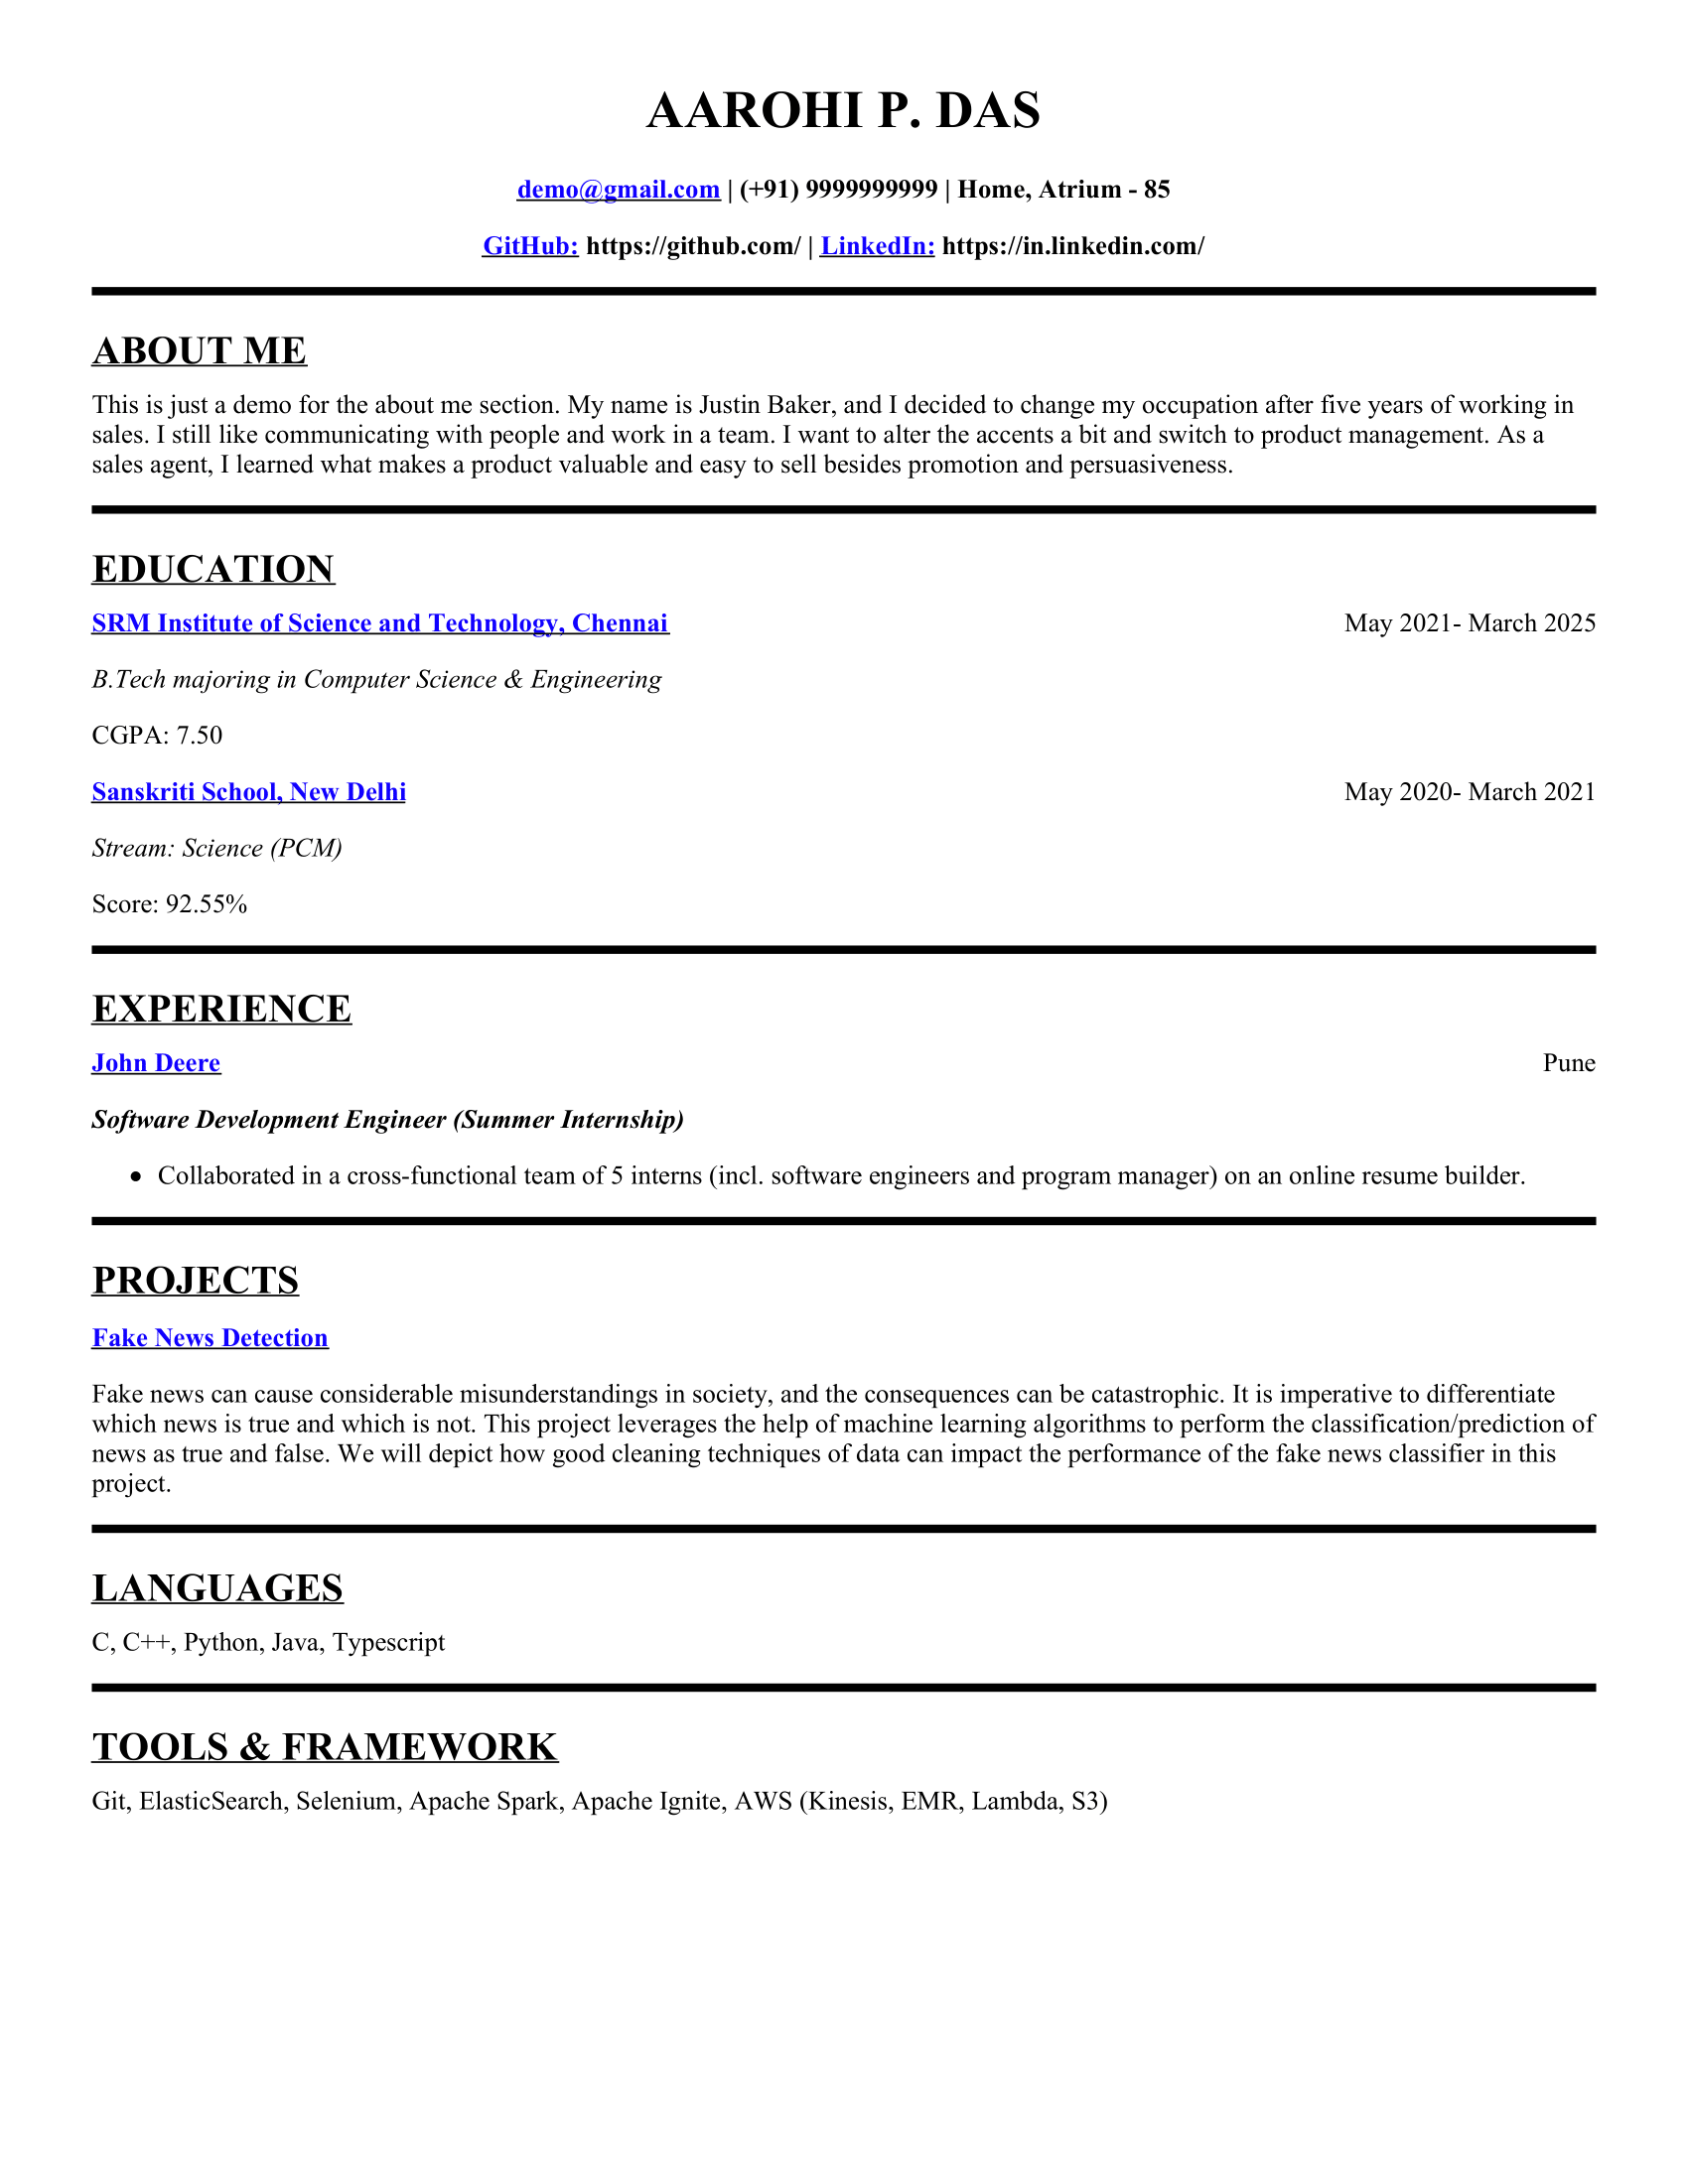 AAROHI P. DAS
demo@gmail.com | (+91) 9999999999 | Home, Atrium - 85
GitHub: https://github.com/ | LinkedIn: https://in.linkedin.com/
ABOUT ME
This is just a demo for the about me section. My name is Justin Baker, and I decided to change my occupation after five years of working in
sales. I still like communicating with people and work in a team. I want to alter the accents a bit and switch to product management. As a
sales agent, I learned what makes a product valuable and easy to sell besides promotion and persuasiveness.
EDUCATION
SRM Institute of Science and Technology, Chennai May 2021- March 2025
B.Tech majoring in Computer Science & Engineering
CGPA: 7.50
Sanskriti School, New Delhi May 2020- March 2021
Stream: Science (PCM)
Score: 92.55%
EXPERIENCE
John Deere Pune
Software Development Engineer (Summer Internship)
• Collaborated in a cross-functional team of 5 interns (incl. software engineers and program manager) on an online resume builder.
PROJECTS
Fake News Detection
Fake news can cause considerable misunderstandings in society, and the consequences can be catastrophic. It is imperative to differentiate
which news is true and which is not. This project leverages the help of machine learning algorithms to perform the classification/prediction of
news as true and false. We will depict how good cleaning techniques of data can impact the performance of the fake news classifier in this
project.
LANGUAGES
C, C++, Python, Java, Typescript
TOOLS & FRAMEWORK
Git, ElasticSearch, Selenium, Apache Spark, Apache Ignite, AWS (Kinesis, EMR, Lambda, S3)